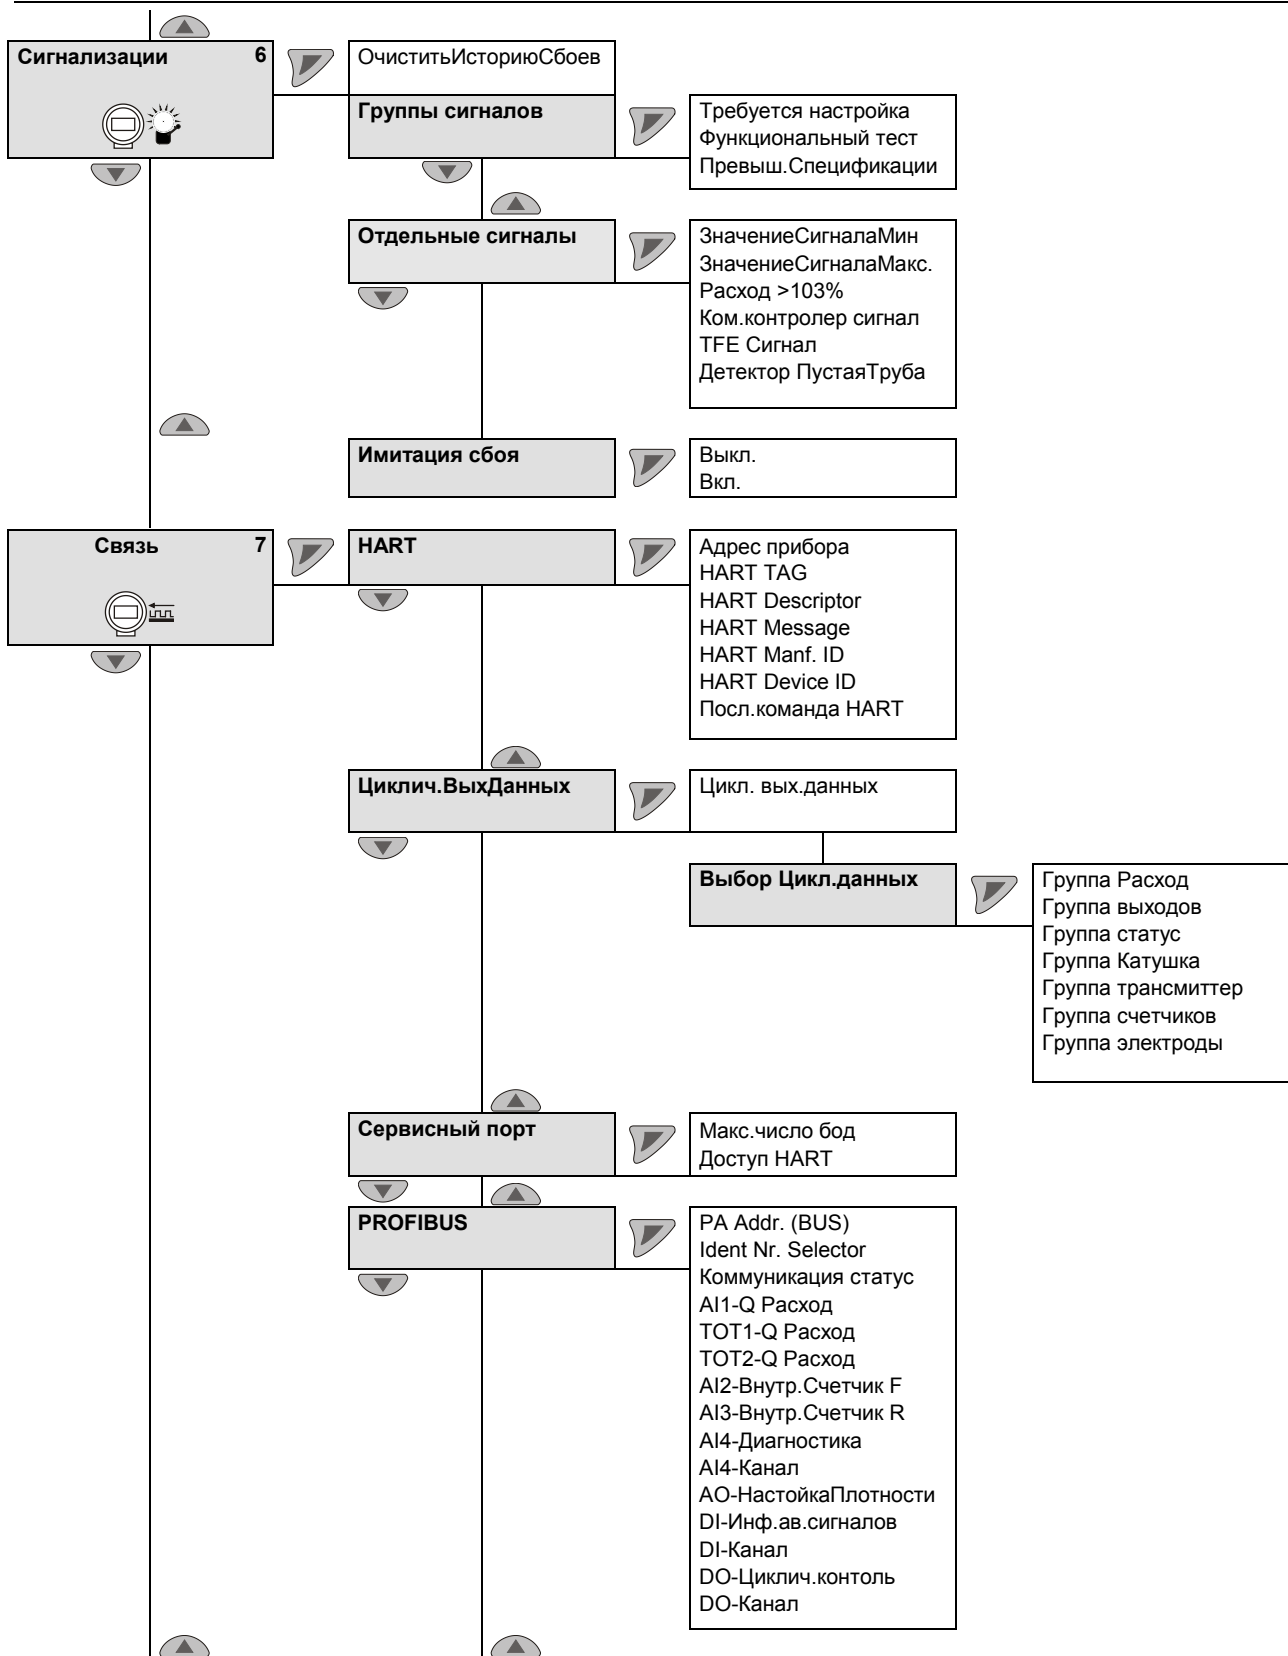 Сигнализации 6
ОчиститьИсториюСбоев
Группы сигналов
Требуется настройка
Функциональный тест
Превыш.Спецификации
Отдельные сигналы
ЗначениеСигналаМин
ЗначениеСигналаМакс.
Расход >103%
Ком.контролер сигнал
TFE Сигнал
Детектор ПустаяТруба
Имитация сбоя
Выкл.
Вкл.
Связь 7
HART
Адрес прибора
HART TAG
HART Descriptor
HART Message
HART Manf. ID
HART Device ID
Посл.команда HART
Циклич.ВыхДанных
Цикл. вых.данных
Выбор Цикл.данных
Группа Расход
Группа выходов
Группа статус
Группа Катушка
Группа трансмиттер
Группа счетчиков
Группа электроды
Сервисный порт
Макс.число бод
Доступ HART
PROFIBUS
PA Addr. (BUS)
Ident Nr. Selector
Коммуникация статус
AI1-Q Расход
TOT1-Q Расход
TOT2-Q Расход
AI2-Внутр.Счетчик F
AI3-Внутр.Счетчик R
AI4-Диагностика
AI4-Канал
AO-НастойкаПлотности
DI-Инф.ав.сигналов
DI-Канал
DO-Циклич.контоль
DO-Канал